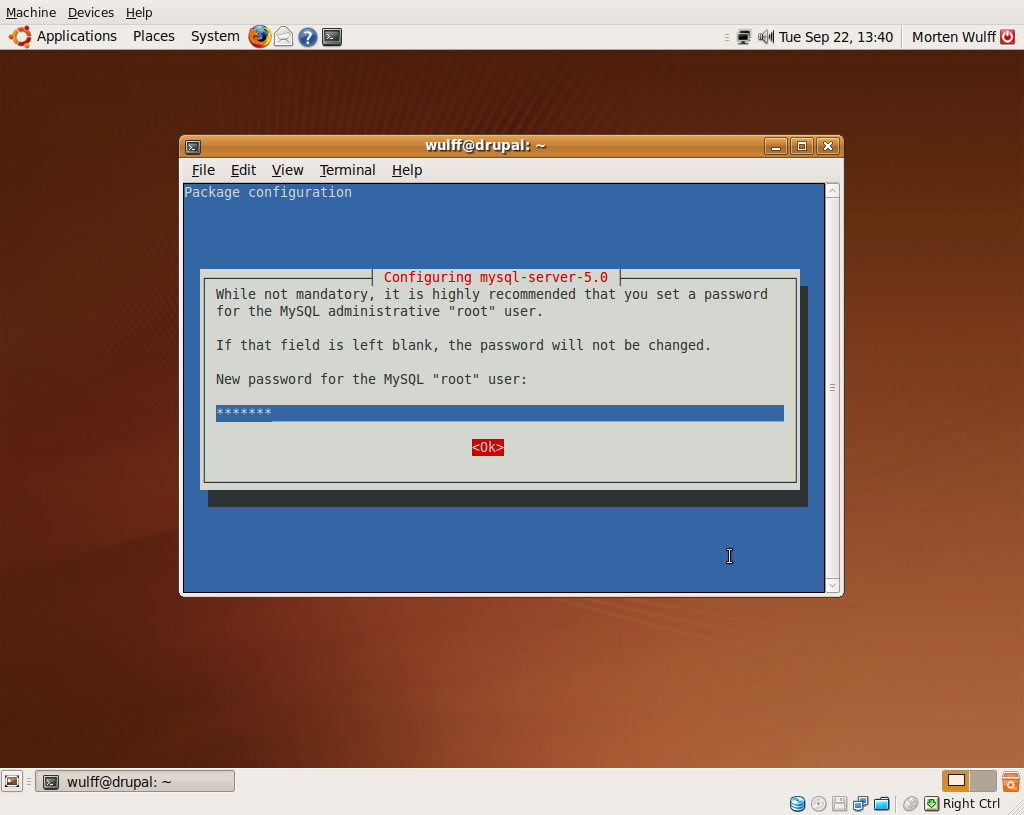 Machine Devices Help
Applications Places System Tue Sep 22, 13:40 Morten Wulff
wulff@drupal: ~
File Edit View Terminal Help
Package configuration
Configuring mysql-server-5.0
While not mandatory, it is highly recommended that you set a password
for the MySQL administrative "root" user.
If that field is left blank, the password will not be changed.
New password for the MySQL "root" user:
*******
<Ok>
wulff@drupal: ~
Right Ctrl